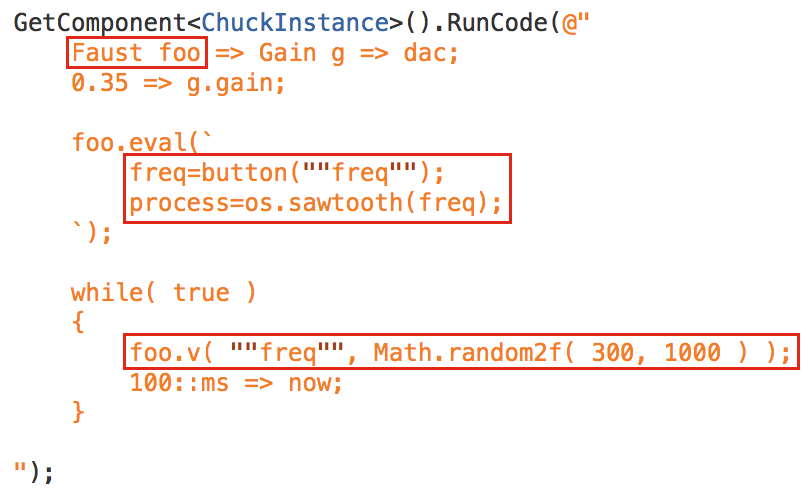 GetComponent<ChuckInstance>().RunCode(@"
Faust foo => Gain g => dac;
0.35 => g.gain;
foo.eval(`
freq=button(""freq"");
process=os.sawtooth(freq);
`);
while( true )
{
foo.v( ""freq"", Math.random2f( 300, 1000 ) );
100::ms => now;
}
");